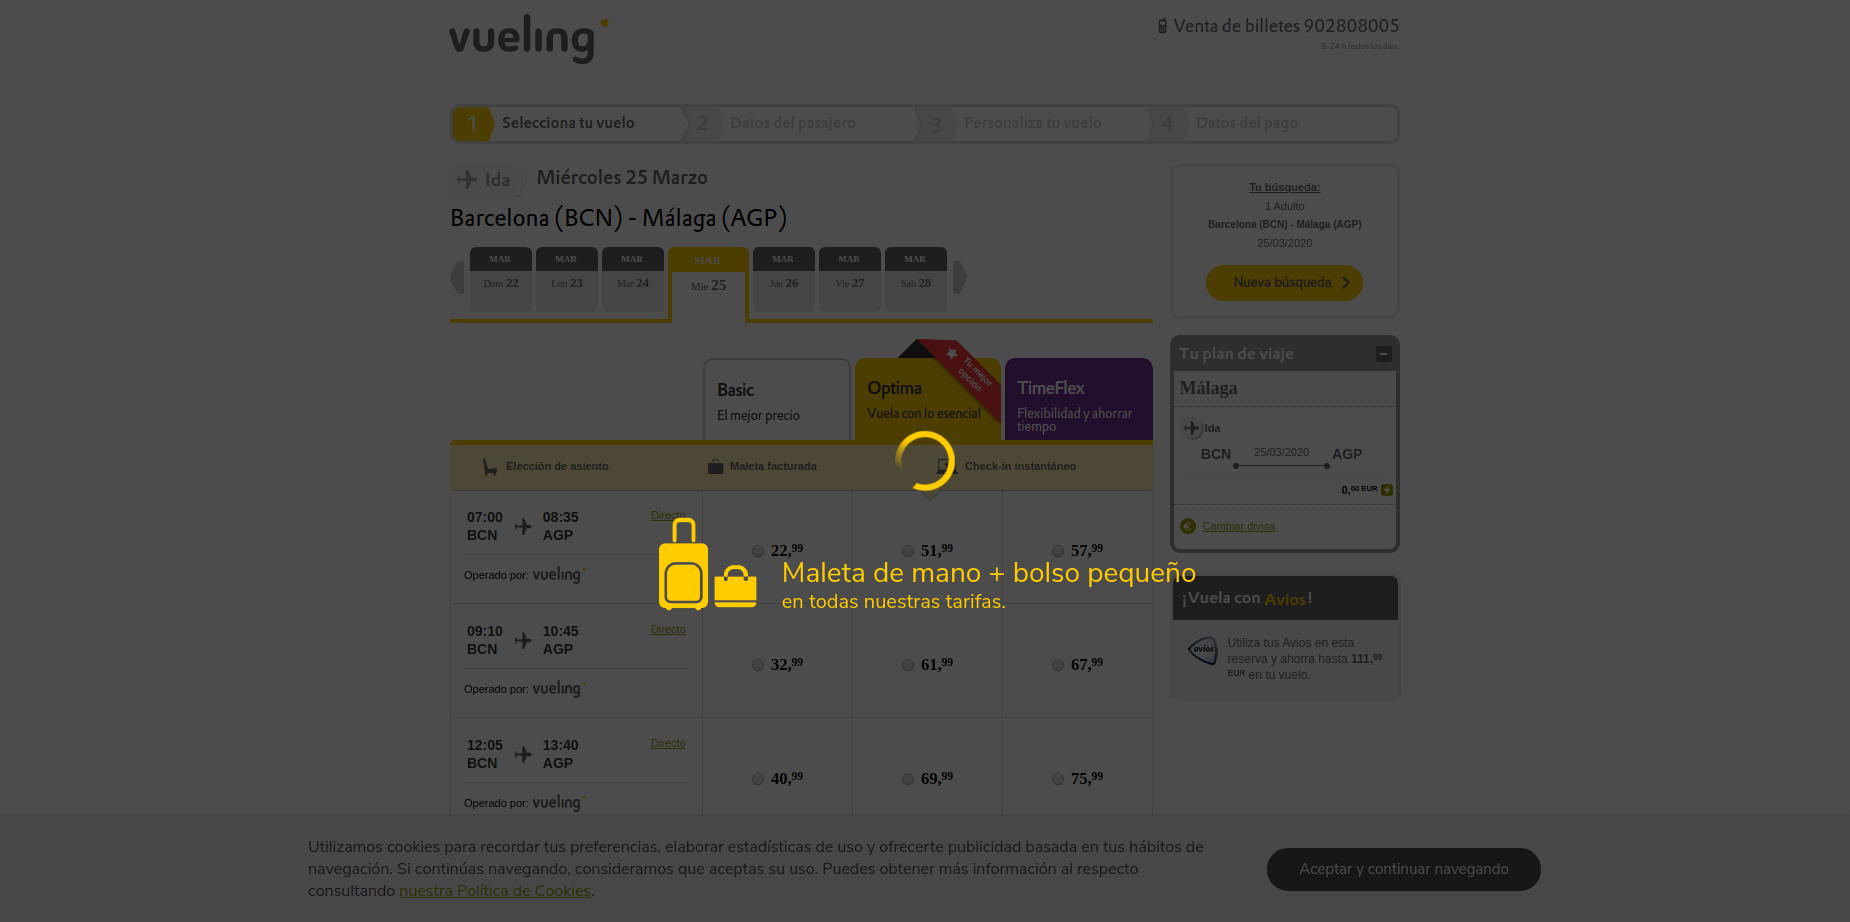 vueling
Venta de billetes 902808005
8-24 h todos los días.
1 Selecciona tu vuelo 2 Datos del pasajero 3 Personaliza tu vuelo 4 Datos del pago
Ida Miércoles 25 Marzo
Barcelona (BCN) - Málaga (AGP)
MAR MAR MAR MAR MAR MAR MAR
Dom 22 Lun 23 Mar 24 Mie 25 Jue 26 Vie 27 Sab 28
Tu búsqueda:
1 Adulto
Barcelona (BCN) - Málaga (AGP)
25/03/2020
Nueva búsqueda
Tu plan de viaje
Málaga
Ida
BCN 25/03/2020 AGP
0,00 EUR
€ Cambiar divisa
Basic
El mejor precio
Optima
Vuela con lo esencial
Tu mejor
opción
TimeFlex
Flexibilidad y ahorrar
tiempo
Elección de asiento Maleta facturada Check-in instantáneo
07:00 08:35 Directo
BCN AGP
22,99 51,99 57,99
Operado por: vueling
Maleta de mano + bolso pequeño
en todas nuestras tarifas.
09:10 10:45 Directo
BCN AGP
32,99 61,99 67,99
Operado por: vueling
12:05 13:40 Directo
BCN AGP
40,99 69,99 75,99
Operado por: vueling
¡Vuela con Avios!
avios
Utiliza tus Avios en esta
reserva y ahorra hasta 111,99
EUR en tu vuelo.
Utilizamos cookies para recordar tus preferencias, elaborar estadísticas de uso y ofrecerte publicidad basada en tus hábitos de
navegación. Si continúas navegando, consideramos que aceptas su uso. Puedes obtener más información al respecto
consultando nuestra Política de Cookies.
Aceptar y continuar navegando